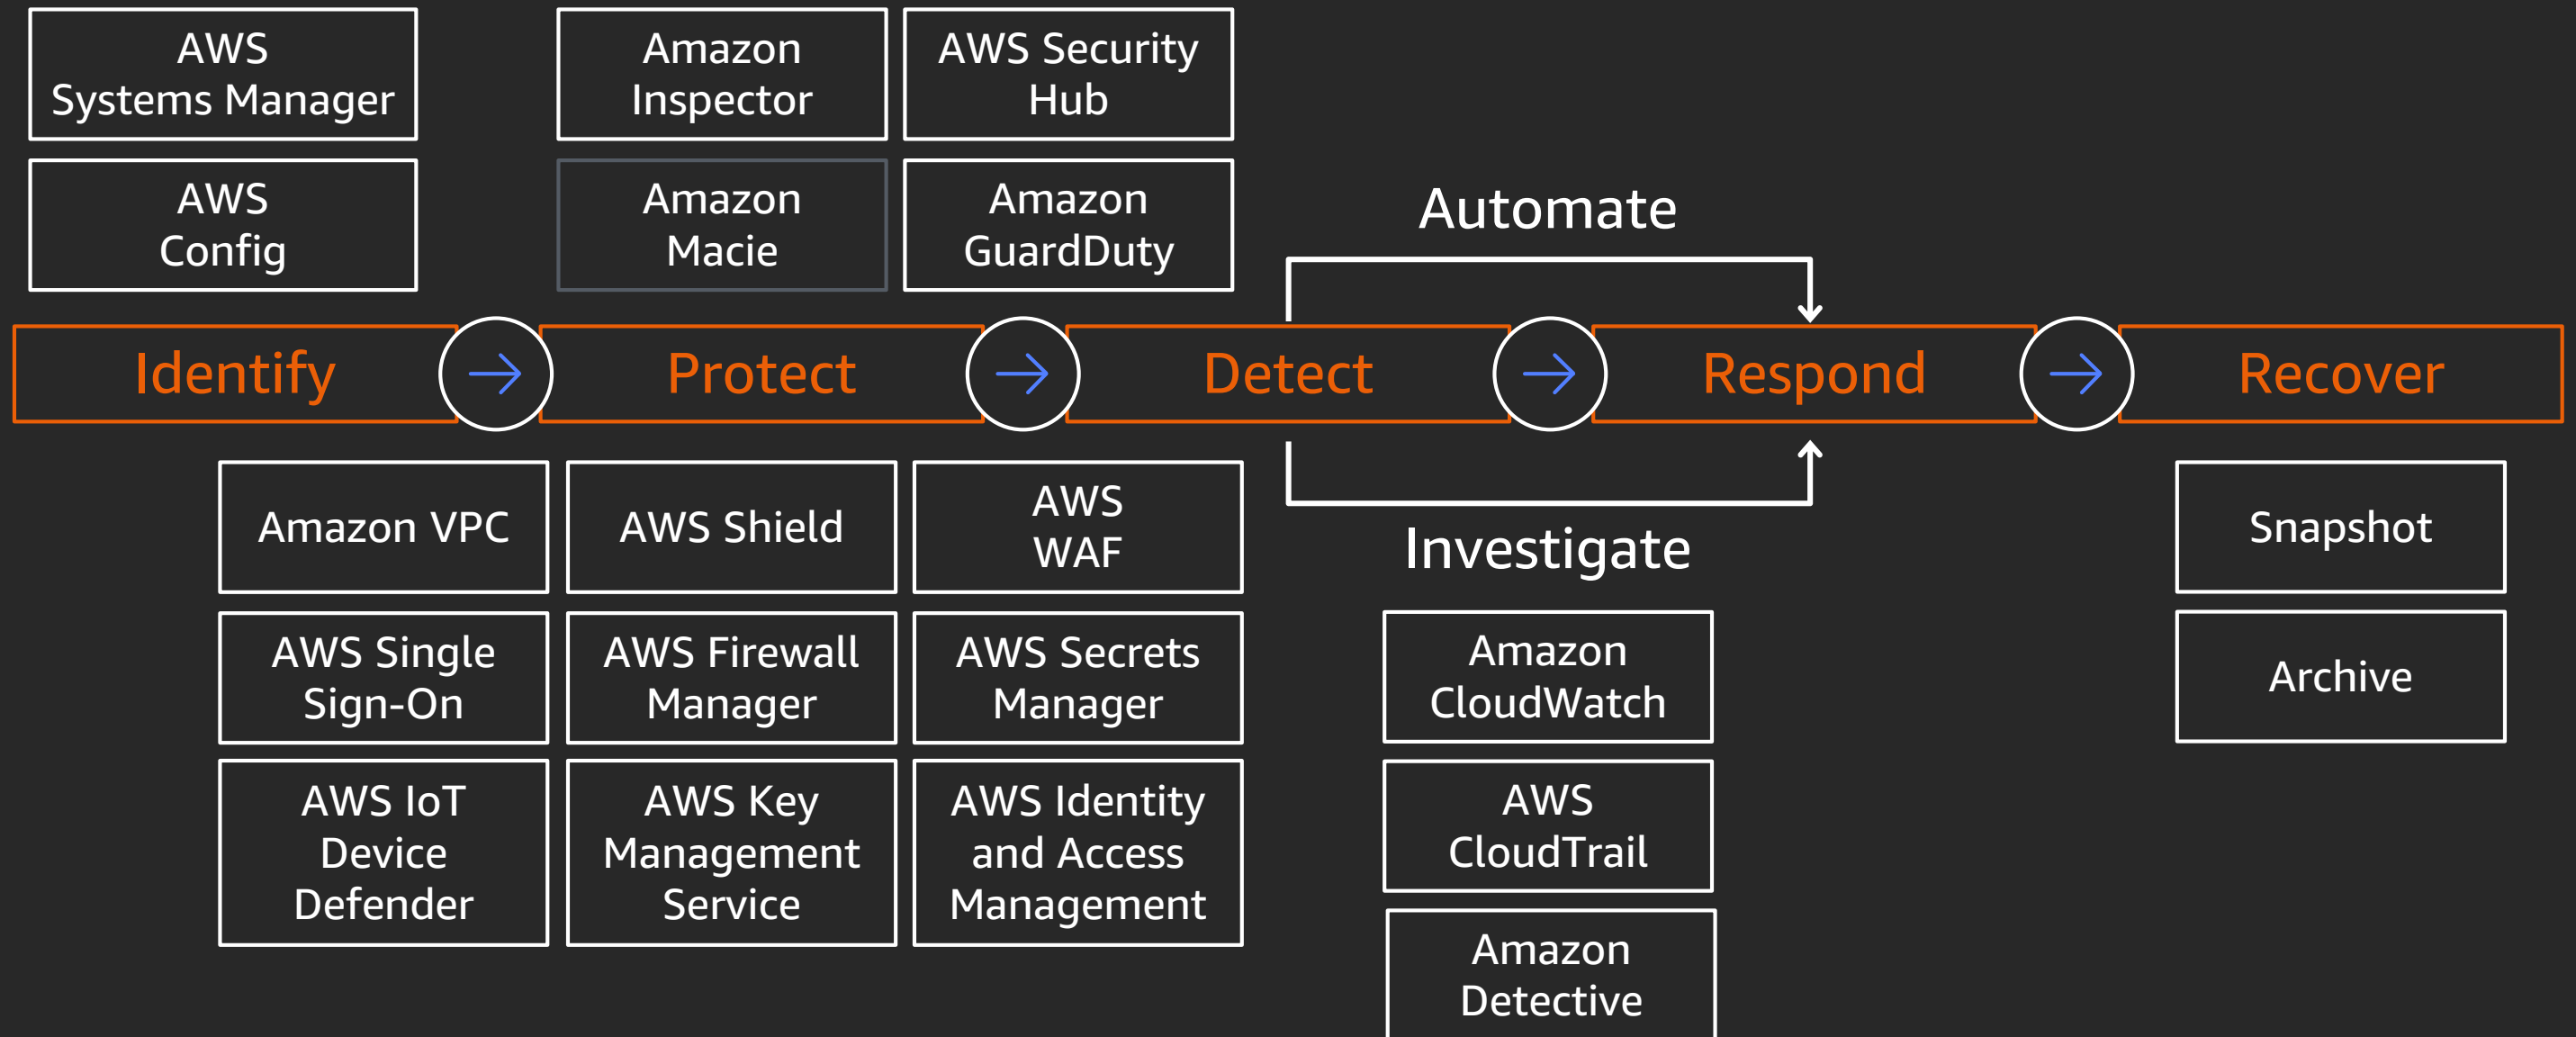 AWS
Systems Manager
Amazon
Inspector
AWS Security
Hub
AWS
Config
Amazon
Macie
Amazon
GuardDuty
Automate
Identify
Protect
Detect
Respond
Recover
Amazon VPC
AWS Shield
AWS
WAF
Investigate
Snapshot
AWS Single
Sign-On
AWS Firewall
Manager
AWS Secrets
Manager
Amazon
CloudWatch
Archive
AWS IoT
Device
Defender
AWS Key
Management
Service
AWS Identity
and Access
Management
AWS
CloudTrail
Amazon
Detective